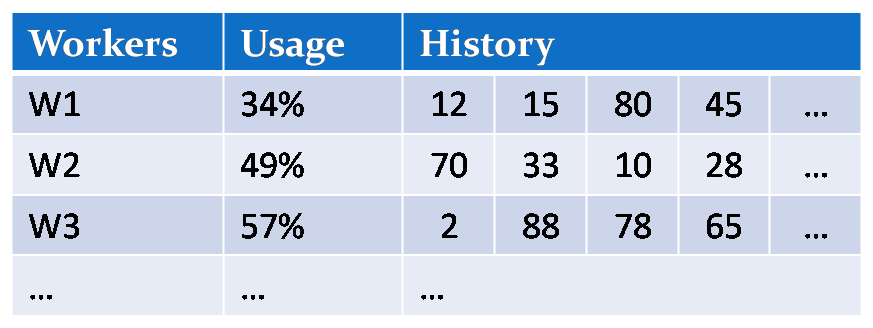 Workers Usage History
W1 34% 12 15 80 45 ...
W2 49% 70 33 10 28 ...
W3 57% 2 88 78 65 ...
... ... ...